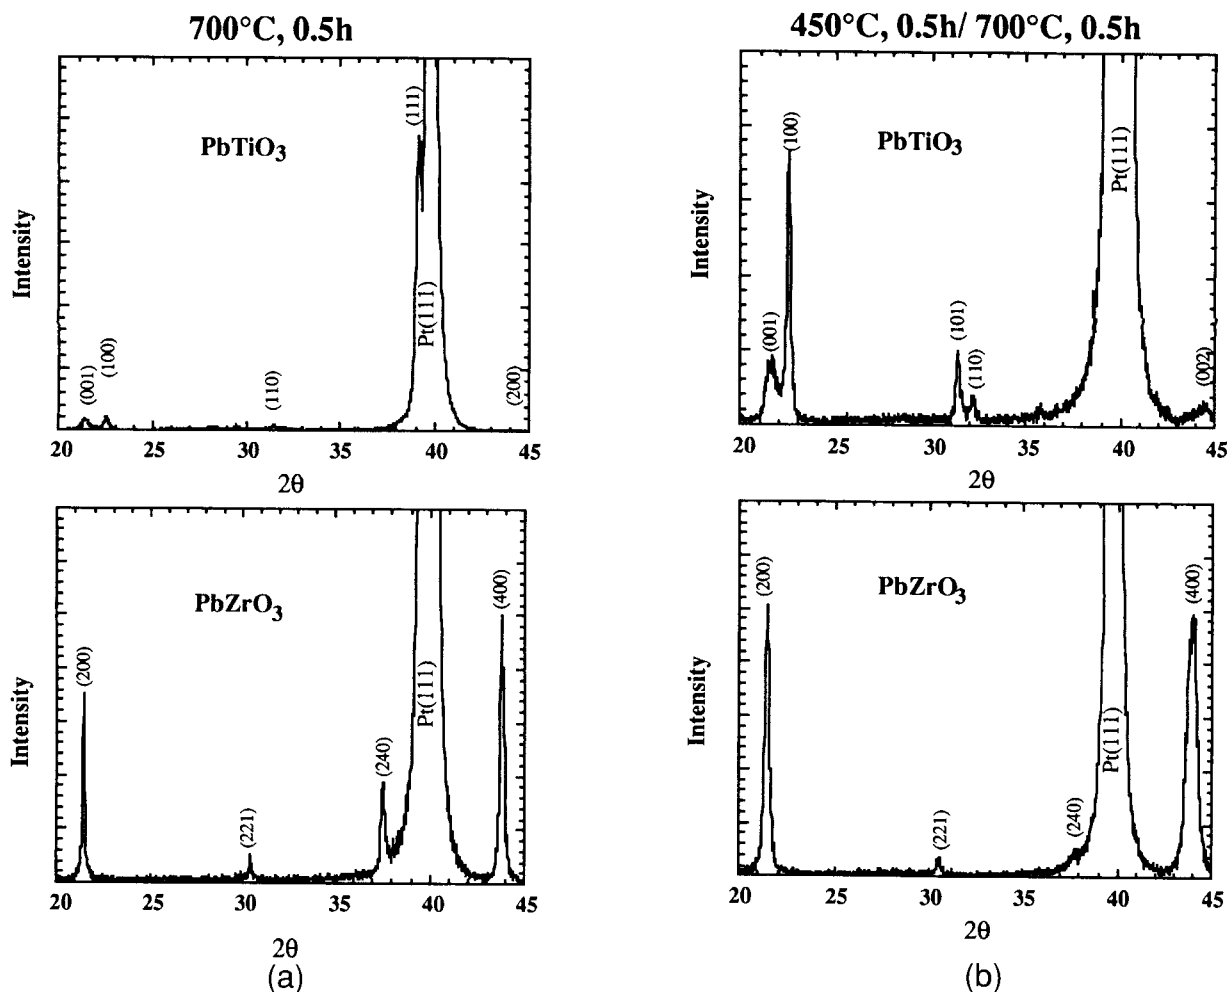 700°C, 0.5h
450°C, 0.5h/ 700°C, 0.5h
PbTiO3
(001)
(100)
(110)
(111)
Pt(111)
(200)
Intensity
20 25 30 35 40 45
2θ
PbTiO3
(001)
(100)
(101)
(110)
Pt(111)
(002)
Intensity
20 25 30 35 40 45
2θ
PbZrO3
(200)
(221)
(240)
Pt(111)
(400)
Intensity
20 25 30 35 40 45
2θ
(a)
PbZrO3
(200)
(221)
(240)
Pt(111)
(400)
Intensity
20 25 30 35 40 45
2θ
(b)